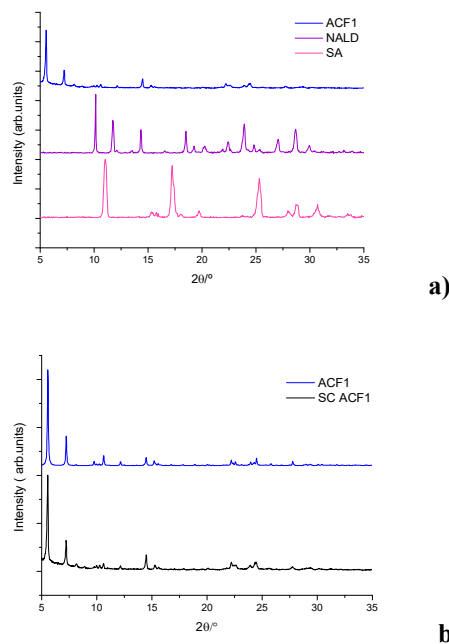 ACF1
NALD
SA
Intensity (arb.units)
5 10 15 20 25 30 35
2θ/º
a)
ACF1
SC ACF1
Intensity ( arb.units)
5 10 15 20 25 30 35
2θ/º
b